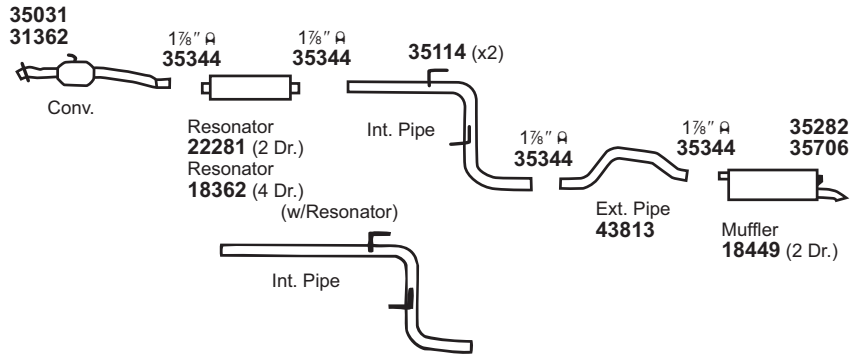 35031
31362
1⅞″
35344
1⅞″
35344
35114 (x2)
Conv.
Resonator
22281 (2 Dr.)
Resonator
18362 (4 Dr.)
(w/Resonator)
Int. Pipe
1⅞″
35344
1⅞″
35344
35282
35706
Ext. Pipe
43813
Muffler
18449 (2 Dr.)
Int. Pipe